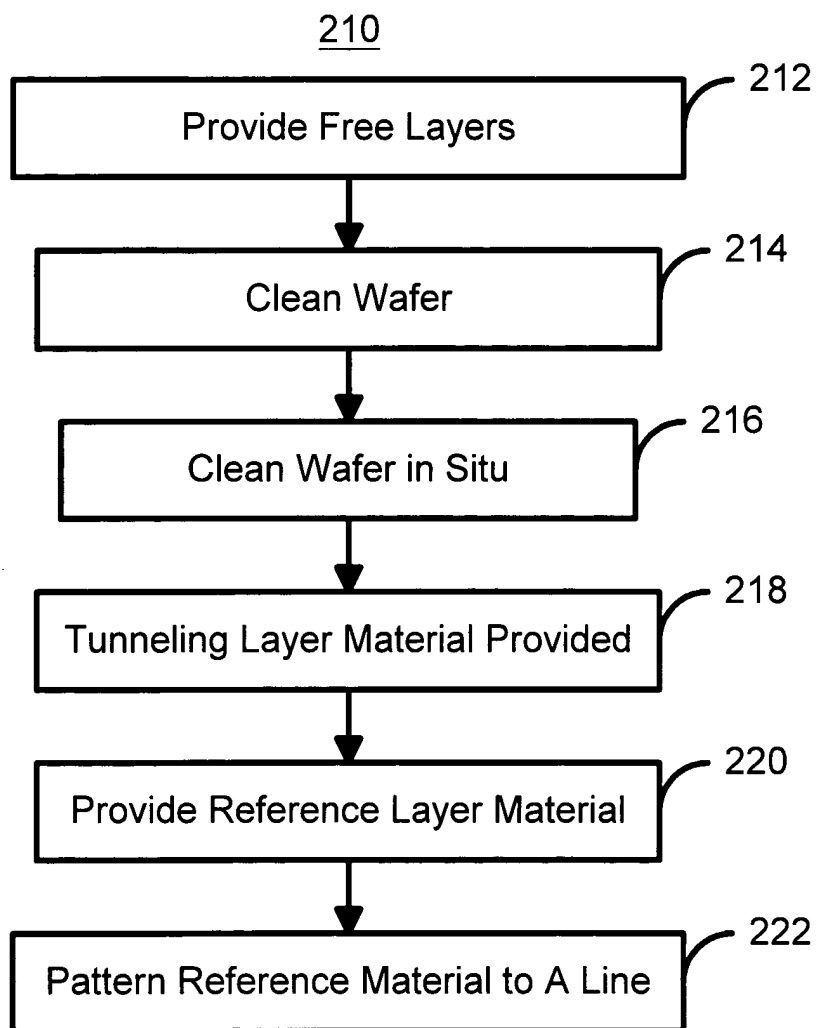 210
212
Provide Free Layers
214
Clean Wafer
216
Clean Wafer in Situ
218
Tunneling Layer Material Provided
220
Provide Reference Layer Material
222
Pattern Reference Material to A Line